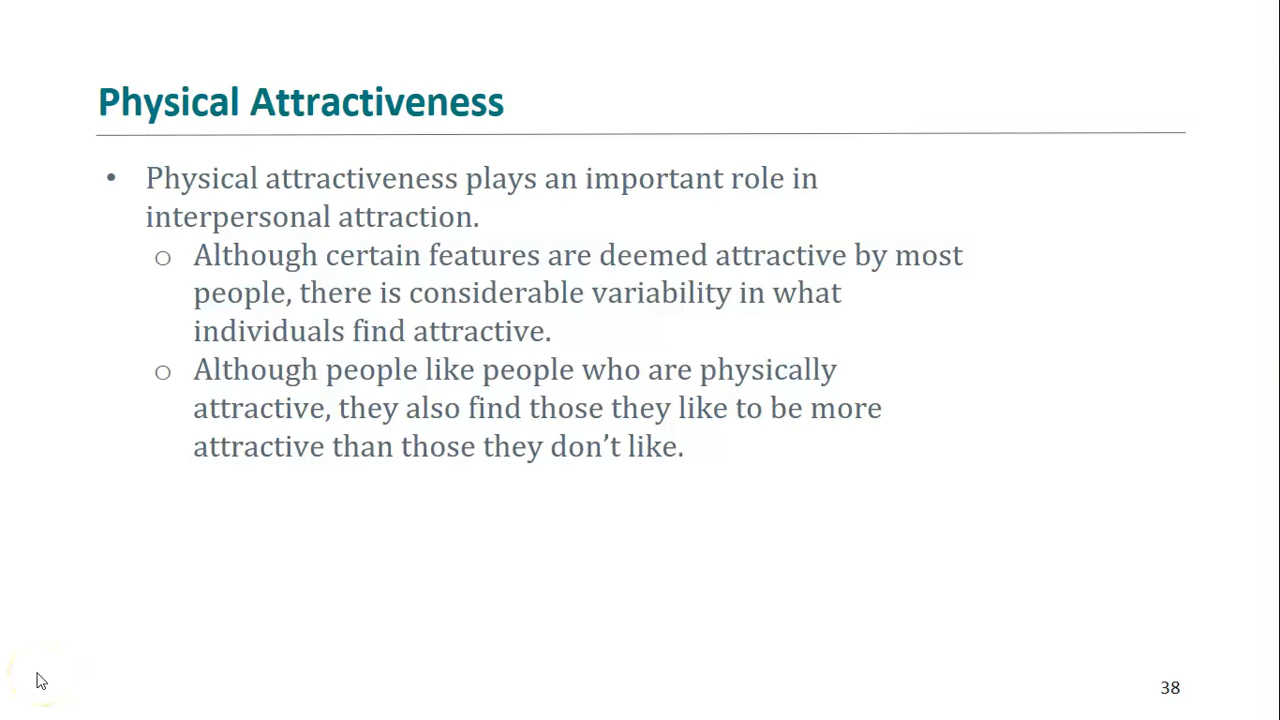 Physical Attractiveness
• Physical attractiveness plays an important role in
interpersonal attraction.
o Although certain features are deemed attractive by most
people, there is considerable variability in what
individuals find attractive.
o Although people like people who are physically
attractive, they also find those they like to be more
attractive than those they don’t like.
38